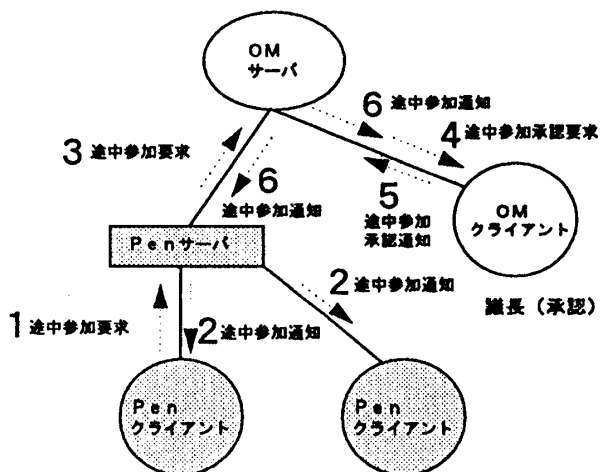 OM
サーバ
6 途中参加通知
4 途中参加承認要求
3 途中参加要求
6
途中参加通知
5
途中参加
承認通知
OM
クライアント
Penサーバ
議長（承認）
2 途中参加通知
1 途中参加要求
2 途中参加通知
Pen
クライアント
Pen
クライアント